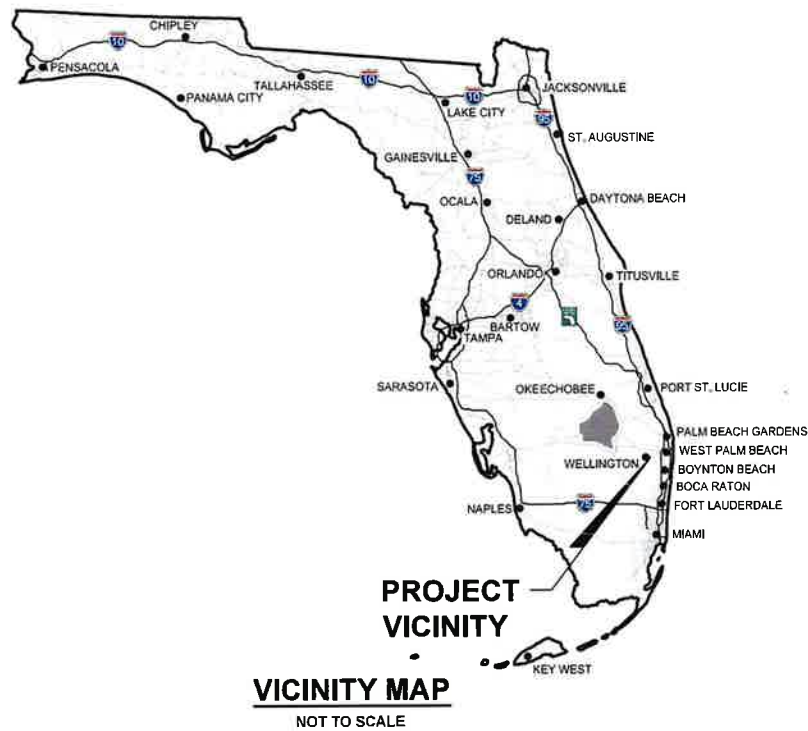 CHIPLEY
10
PENSACOLA
PANAMA CITY
TALLAHASSEE
10
10
LAKE CITY
JACKSONVILLE
95
ST. AUGUSTINE
GAINESVILLE
75
OCALA
DAYTONA BEACH
DELAND
ORLANDO
TITUSVILLE
4
BARTOW
TAMPA
95
SARASOTA
OKEECHOBEE
PORT ST. LUCIE
PALM BEACH GARDENS
WEST PALM BEACH
WELLINGTON
BOYNTON BEACH
BOCA RATON
NAPLES
75
FORT LAUDERDALE
MIAMI
PROJECT
VICINITY
KEY WEST
VICINITY MAP
NOT TO SCALE